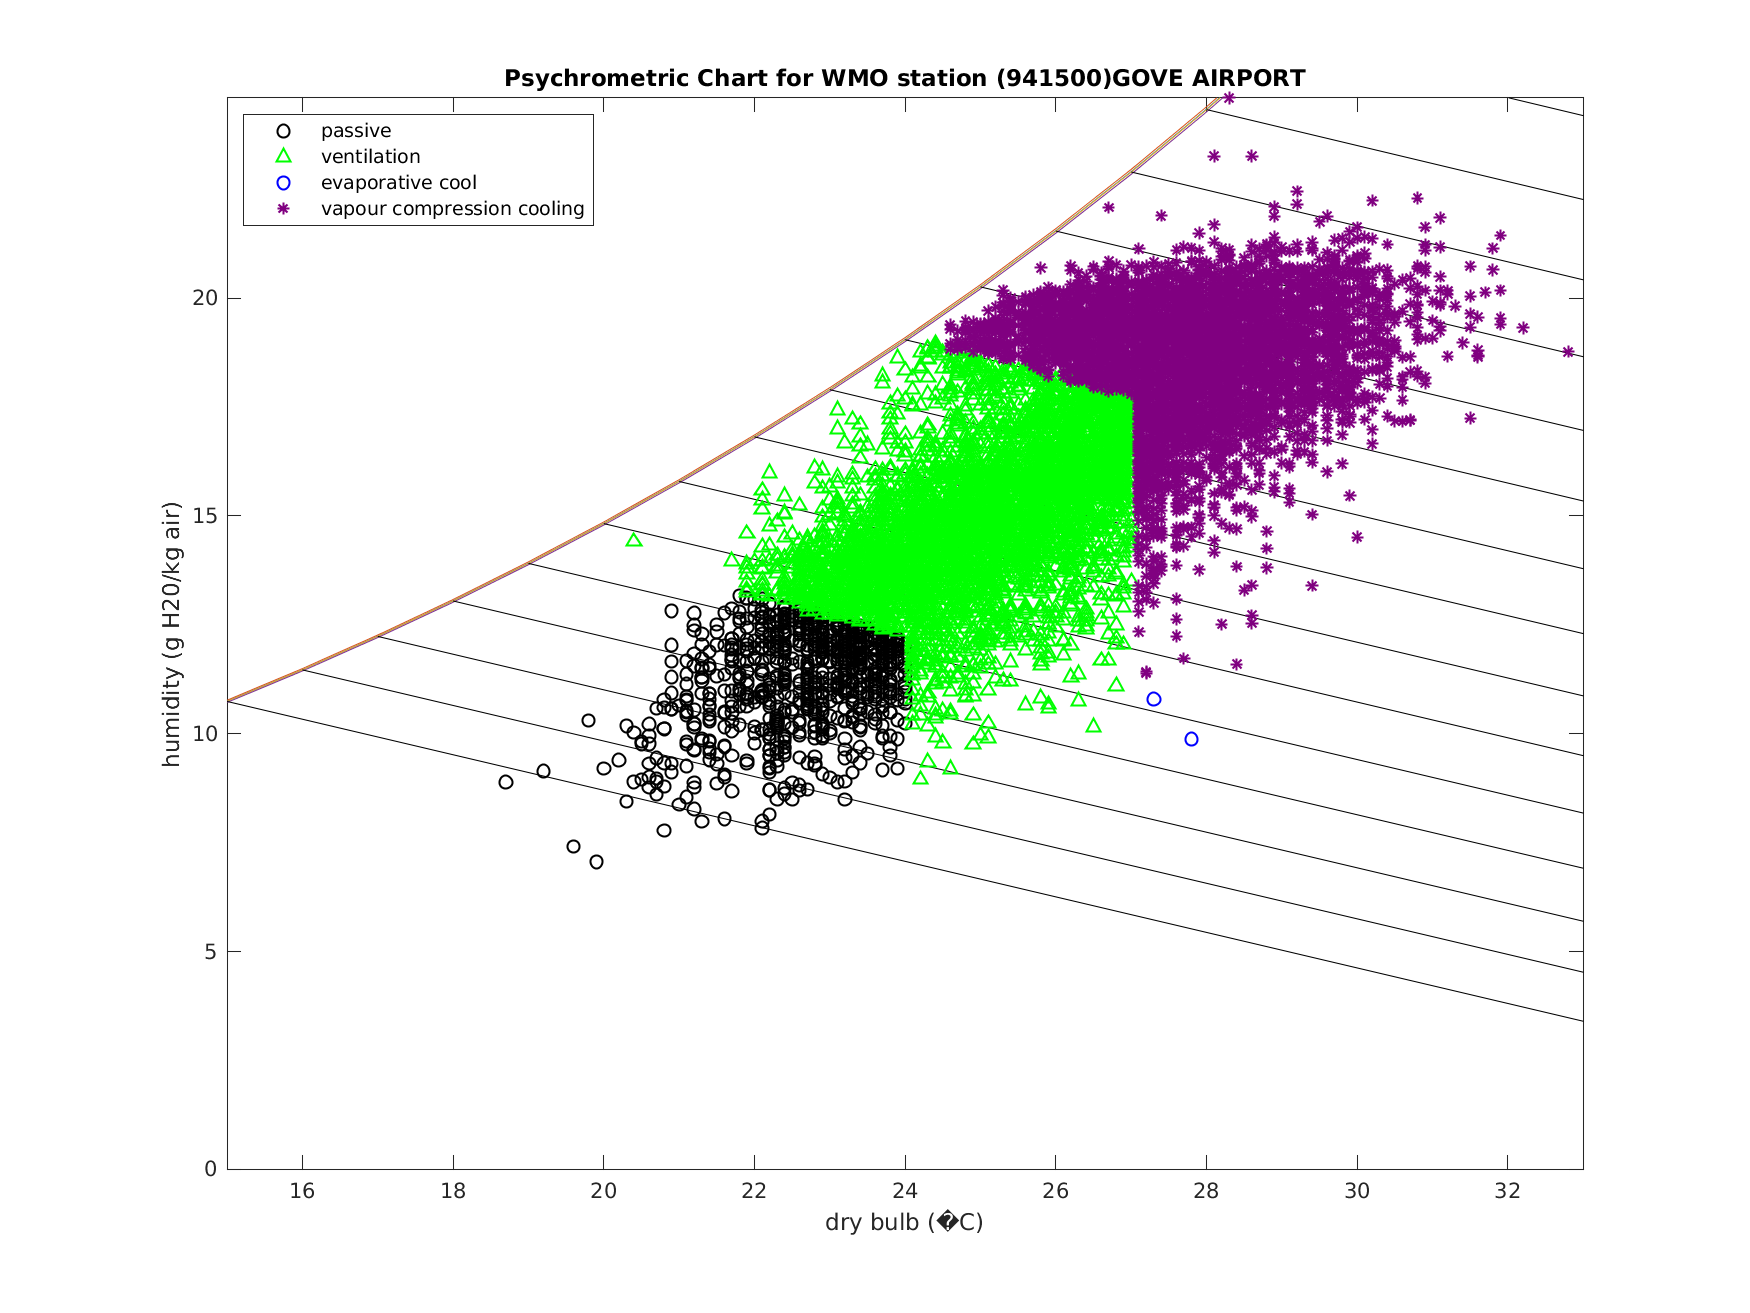 Psychrometric Chart for WMO station (941500)GOVE AIRPORT
passive
ventilation
evaporative cool
vapour compression cooling
humidity (g H20/kg air)
20
15
10
5
0
16 18 20 22 24 26 28 30 32
dry bulb (�C)